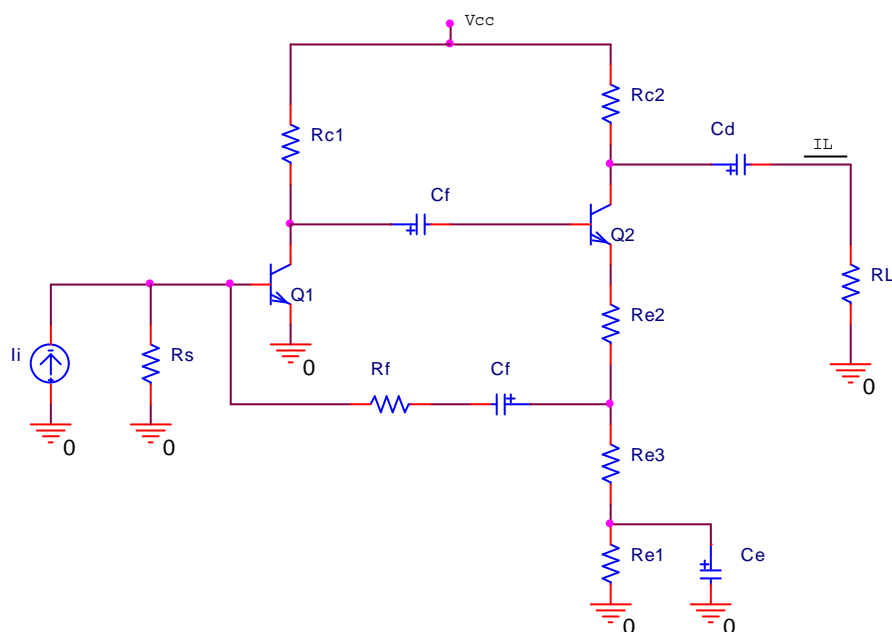 Vcc
Rc2
Rc1
Cd
IL
Cf
Q2
Q1
RL
Re2
Ii
Rs
Rf
Cf
0
0
0
0
Re3
Re1
Ce
0
0